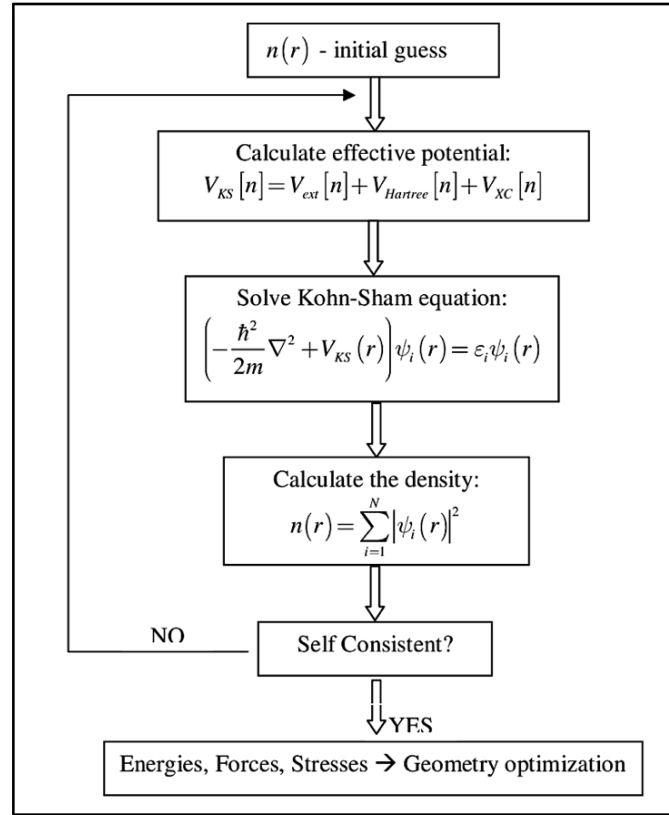 n(r) - initial guess
Calculate effective potential:
V_KS[n] = V_ext[n] + V_Hartree[n] + V_XC[n]
Solve Kohn-Sham equation:
(-ℏ²/2m ∇² + V_KS(r)) ψ_i(r) = ε_i ψ_i(r)
Calculate the density:
n(r) = ∑_{i=1}^{N} |ψ_i(r)|²
NO
Self Consistent?
YES
Energies, Forces, Stresses → Geometry optimization